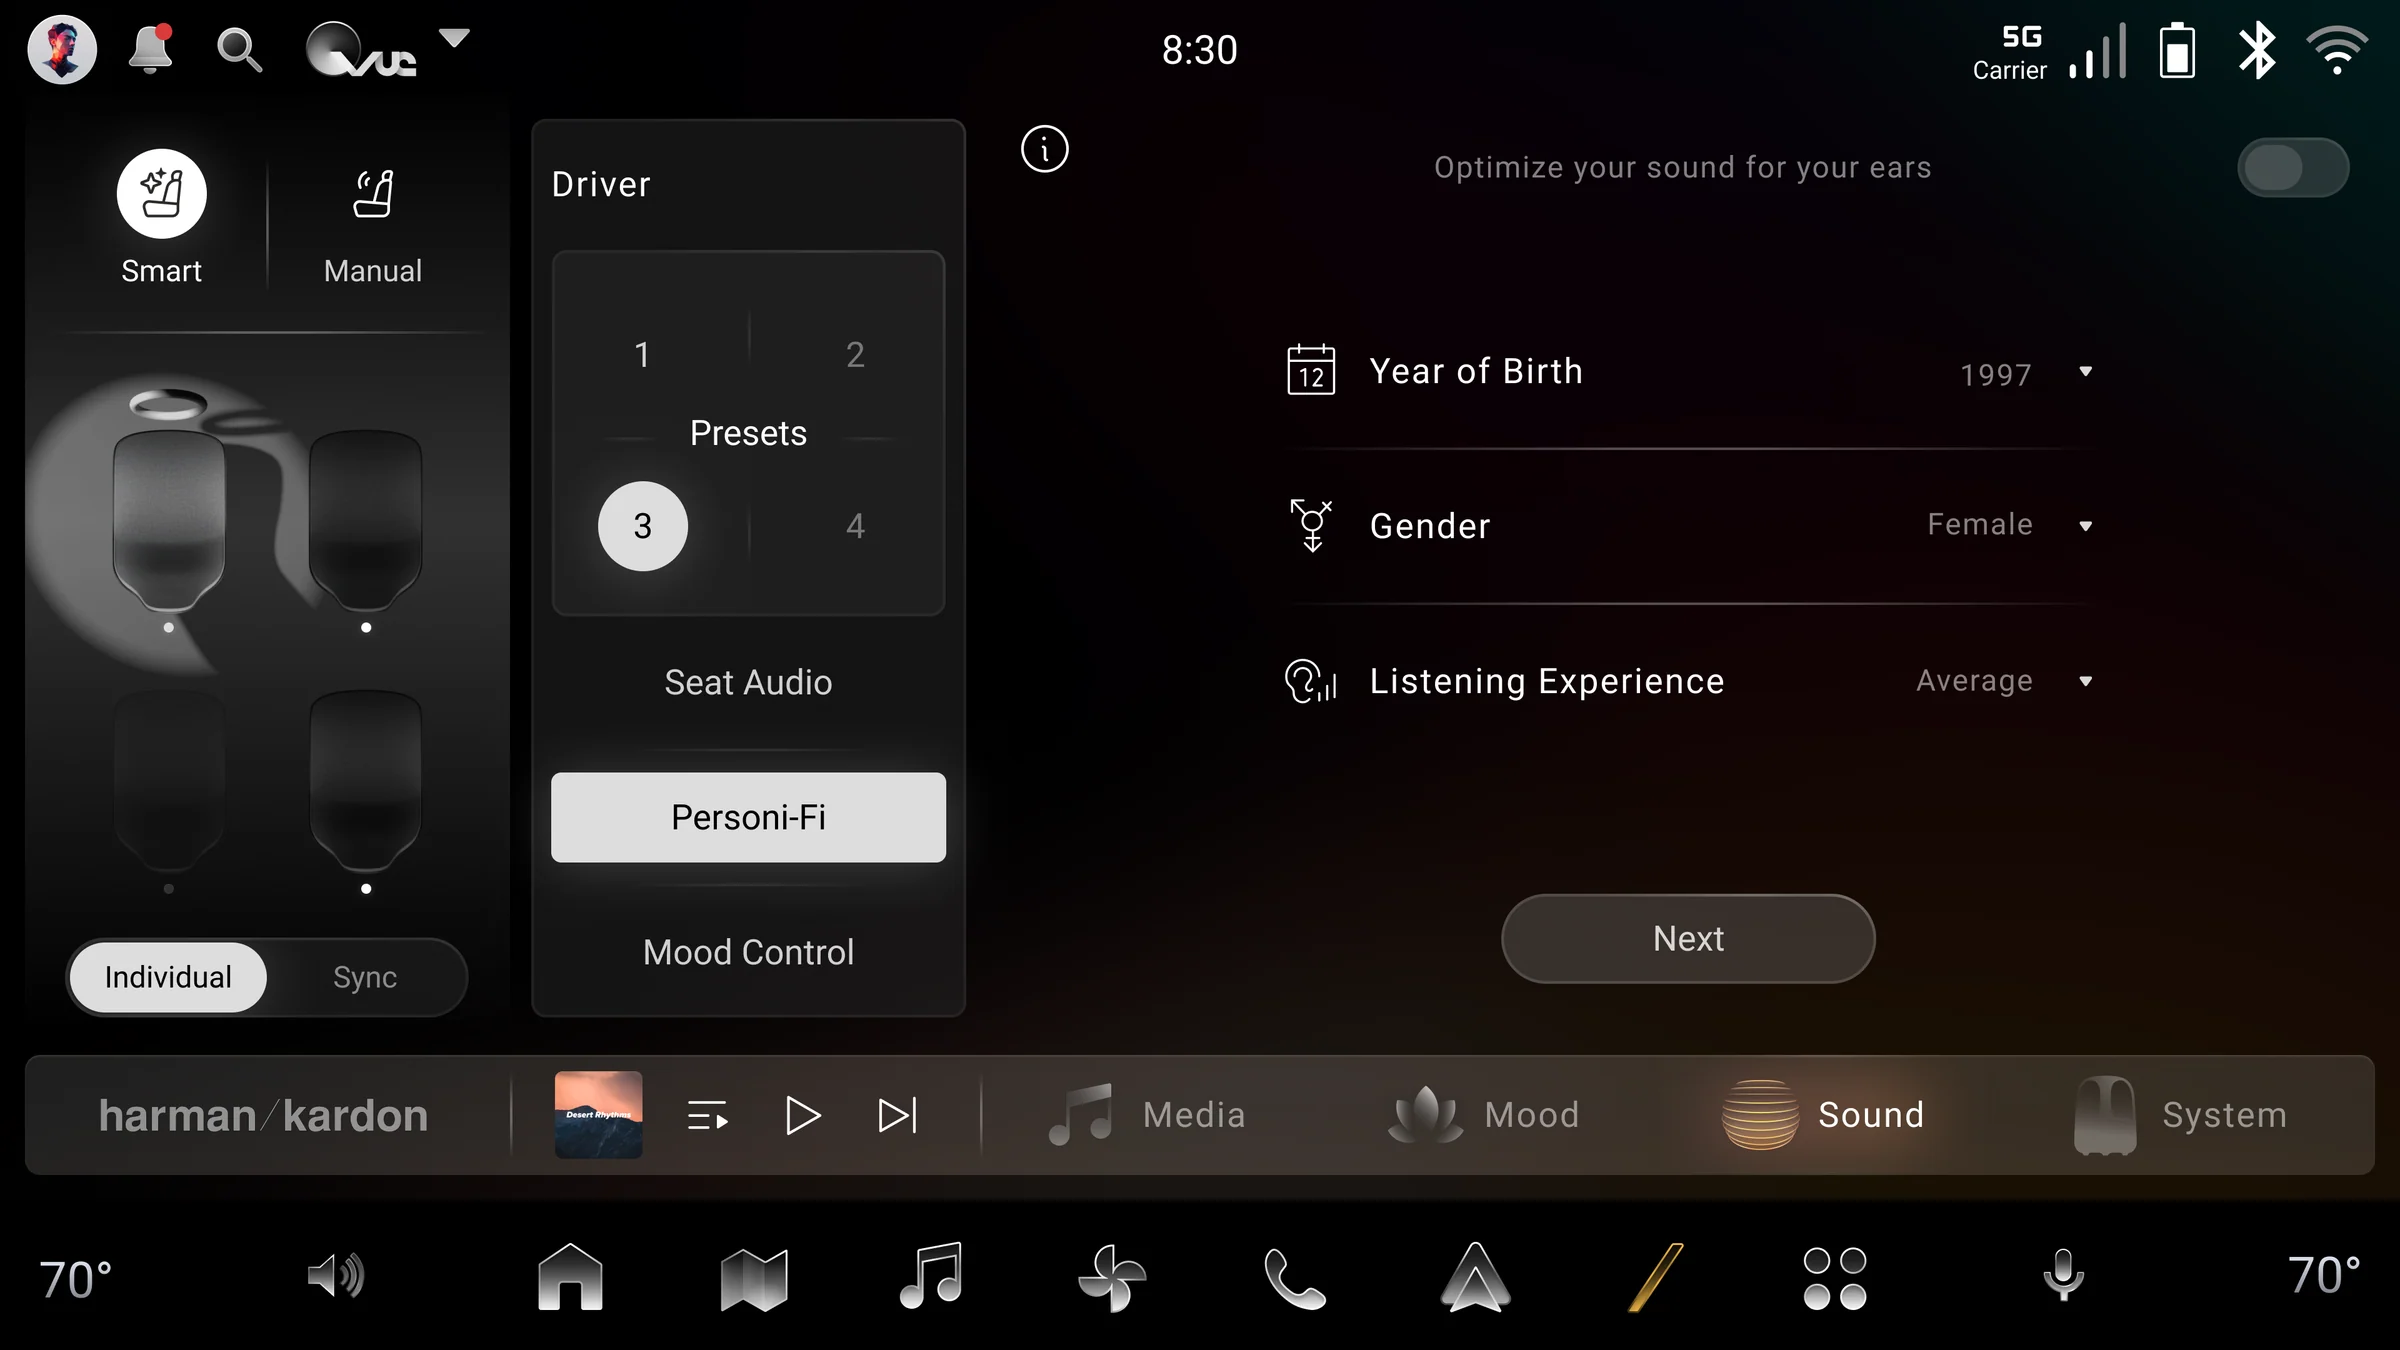 8:30
5G
Carrier
Smart
Manual
Individual
Sync
Driver
1
2
Presets
3
4
Seat Audio
Personi-Fi
Mood Control
Optimize your sound for your ears
12
Year of Birth
1997
Gender
Female
Listening Experience
Average
Next
harman/kardon
Desert Rhythms
Media
Mood
Sound
System
70°
70°